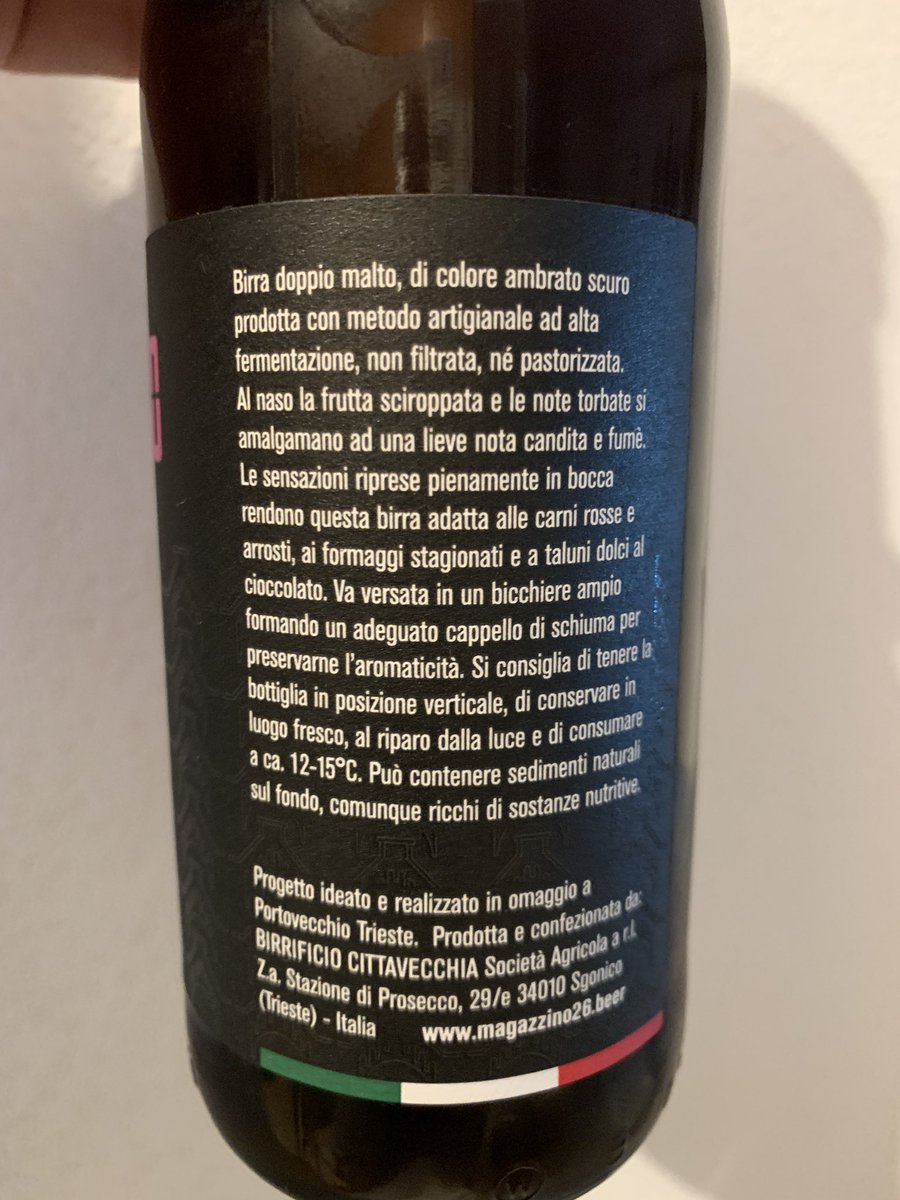 Birra doppio malto, di colore ambrato scuro
prodotta con metodo artigianale ad alta
fermentazione, non filtrata, né pastorizzata.
Al naso la frutta sciroppata e le note torbate si
amalgamano ad una lieve nota candita e fumè.
Le sensazioni riprese pienamente in bocca
rendono questa birra adatta alle carni rosse e
arrosti, ai formaggi stagionati e a taluni dolci al
cioccolato. Va versata in un bicchiere ampio
formando un adeguato cappello di schiuma per
preservarne l'aromaticità. Si consiglia di tenere la
bottiglia in posizione verticale, di conservare in
luogo fresco, al riparo dalla luce e di consumare
a ca. 12-15°C. Può contenere sedimenti naturali
sul fondo, comunque ricchi di sostanze nutritive.
Progetto ideato e realizzato in omaggio a
Portovecchio Trieste. Prodotta e confezionata da:
BIRRIFICIO CITTAVECCHIA Società Agricola a r.l.
Z.a. Stazione di Prosecco, 29/e 34010 Sgonico
(Trieste) - Italia www.magazzino26.beer